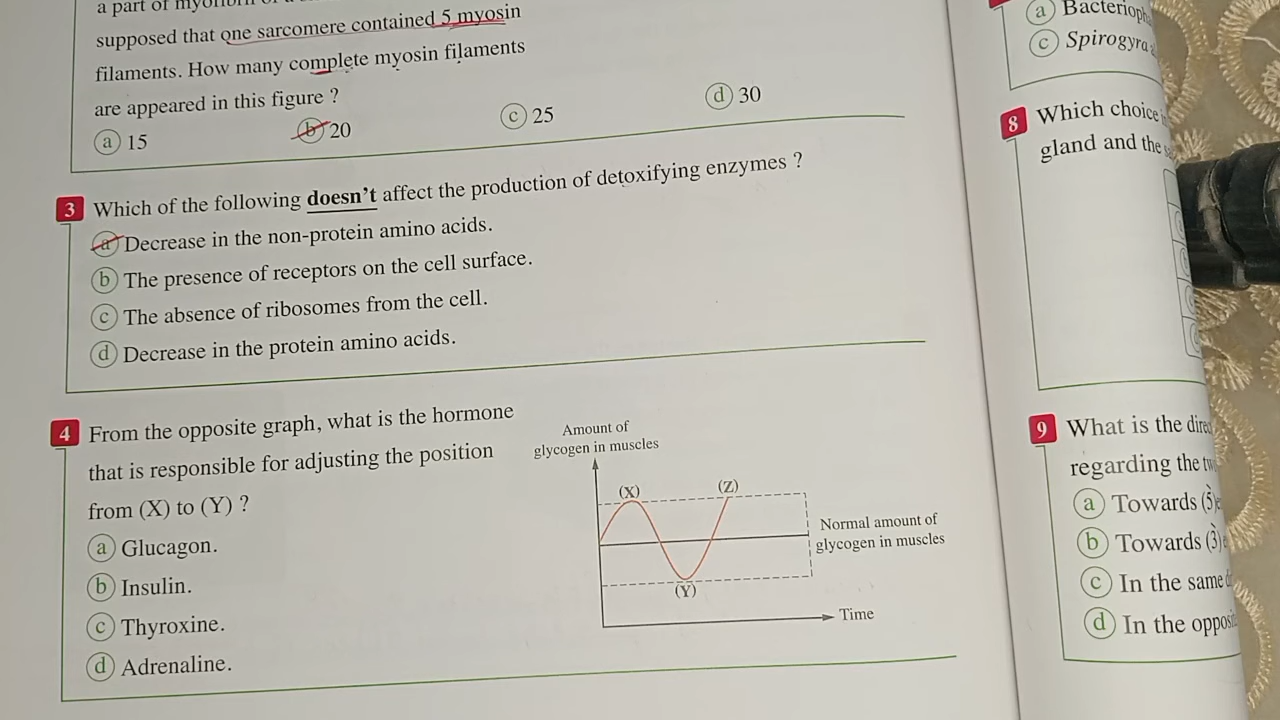 a part of
supposed that one sarcomere contained 5 myosin
filaments. How many complete myosin filaments
are appeared in this figure ?
a 15
b 20
c 25
d 30
3 Which of the following doesn't affect the production of detoxifying enzymes ?
a Decrease in the non-protein amino acids.
b The presence of receptors on the cell surface.
c The absence of ribosomes from the cell.
d Decrease in the protein amino acids.
4 From the opposite graph, what is the hormone
that is responsible for adjusting the position
from (X) to (Y) ?
a Glucagon.
b Insulin.
c Thyroxine.
d Adrenaline.
Amount of
glycogen in muscles
(X)
(Z)
(Y)
Normal amount of
glycogen in muscles
Time
a
c Spirogyra
8 Which choice
gland and the
9 What is the
regarding the
a Towards
b Towards
c In the same
d In the